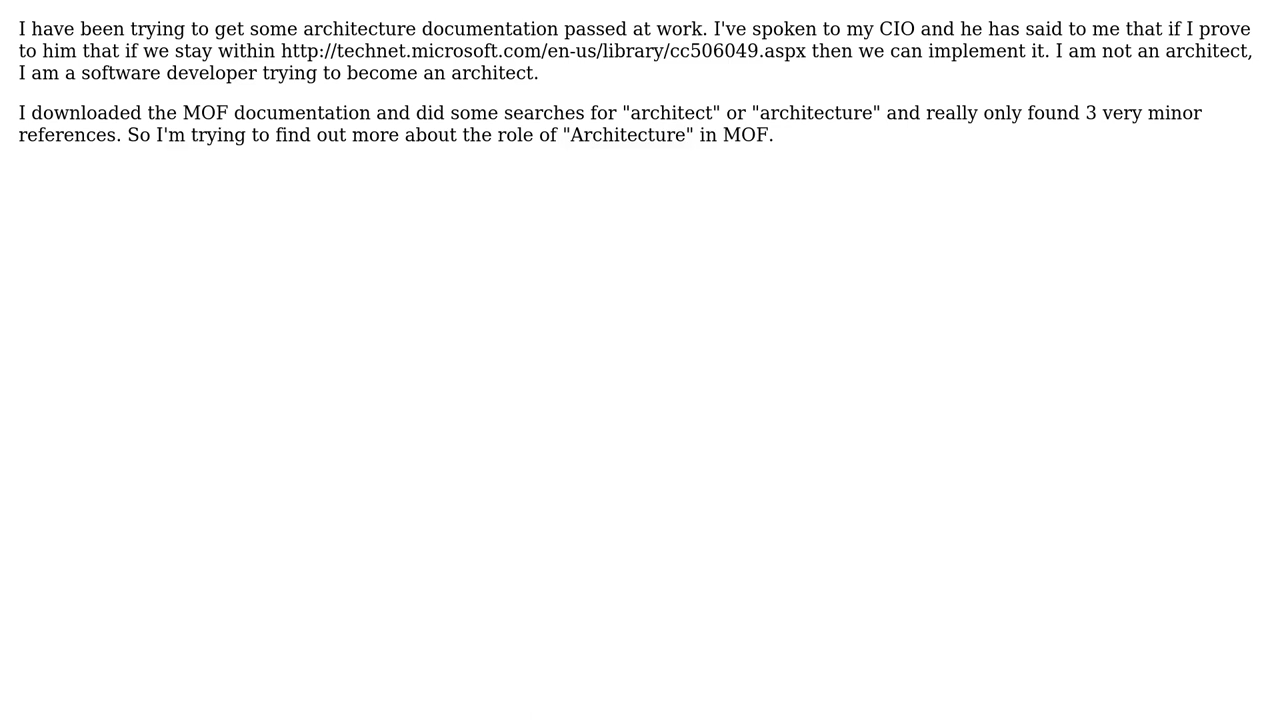 I have been trying to get some architecture documentation passed at work. I've spoken to my CIO and he has said to me that if I prove
to him that if we stay within http://technet.microsoft.com/en-us/library/cc506049.aspx then we can implement it. I am not an architect,
I am a software developer trying to become an architect.
I downloaded the MOF documentation and did some searches for "architect" or "architecture" and really only found 3 very minor
references. So I'm trying to find out more about the role of "Architecture" in MOF.